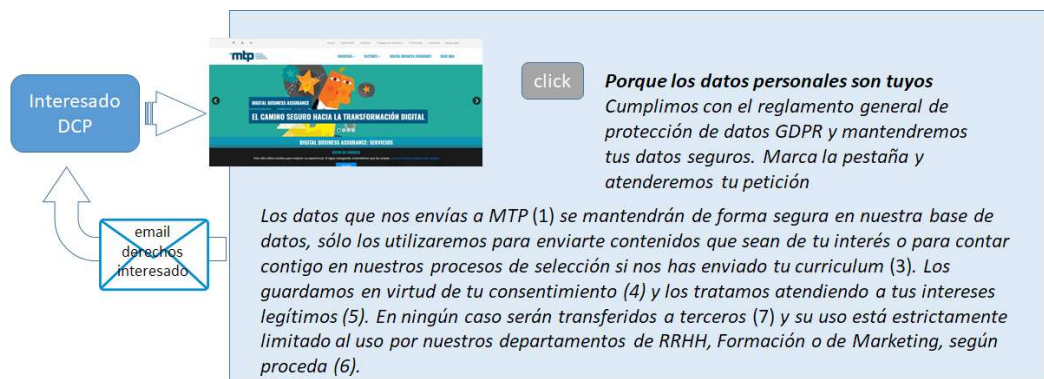 mtp
SERVICIOS
SECTORES
DIGITAL BUSINESS ASSURANCE
DIGITAL BUSINESS ASSURANCE
EL CAMINO SEGURO HACIA LA TRANSFORMACIÓN DIGITAL
DIGITAL BUSINESS ASSURANCE: SERVICIOS
Interesado
DCP
click
Porque los datos personales son tuyos
Cumplimos con el reglamento general de
protección de datos GDPR y mantendremos
tus datos seguros. Marca la pestaña y
atenderemos tu petición
email
derechos
interesado
Los datos que nos envías a MTP (1) se mantendrán de forma segura en nuestra base de
datos, sólo los utilizaremos para enviarte contenidos que sean de tu interés o para contar
contigo en nuestros procesos de selección si nos has enviado tu curriculum (3). Los
guardamos en virtud de tu consentimiento (4) y los tratamos atendiendo a tus intereses
legítimos (5). En ningún caso serán transferidos a terceros (7) y su uso está estrictamente
limitado al uso por nuestros departamentos de RRHH, Formación o de Marketing, según
proceda (6).